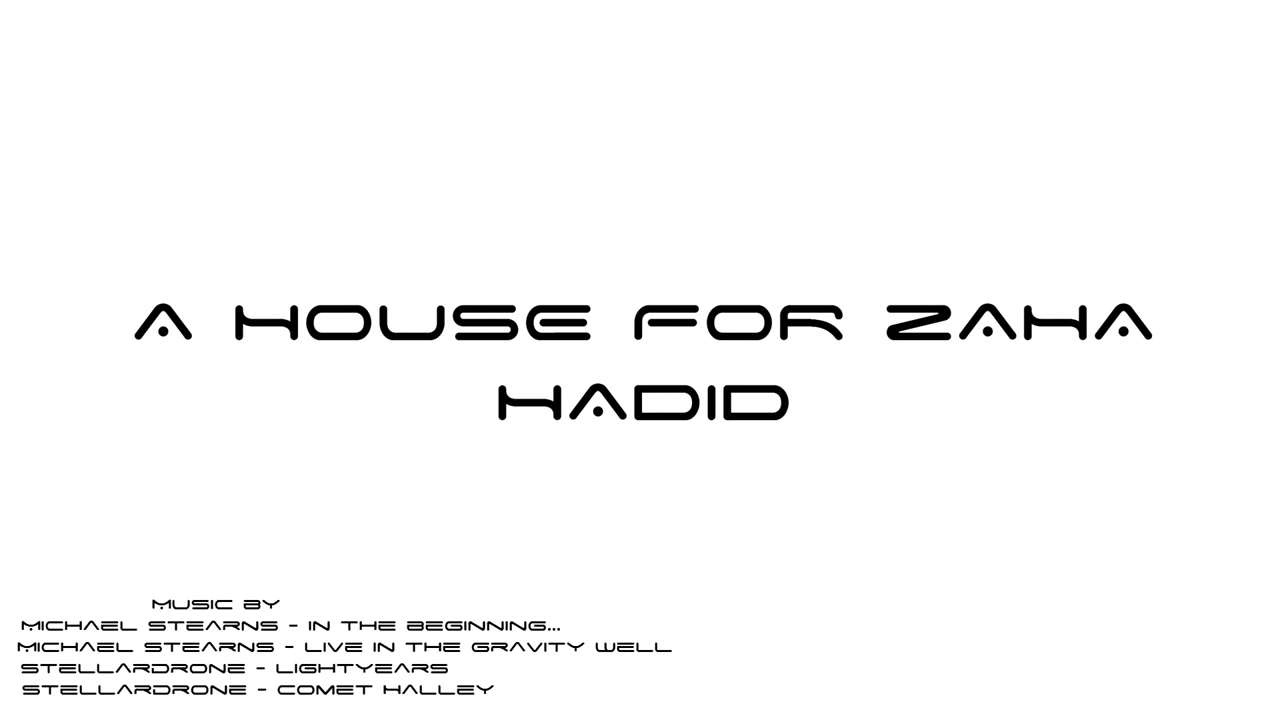 A HOUSE FOR ZAHA
HADID
MUSIC BY
MICHAEL STEARNS - IN THE BEGINNING...
MICHAEL STEARNS - LIVE IN THE GRAVITY WELL
STELLARDRONE - LIGHTYEARS
STELLARDRONE - COMET HALLEY